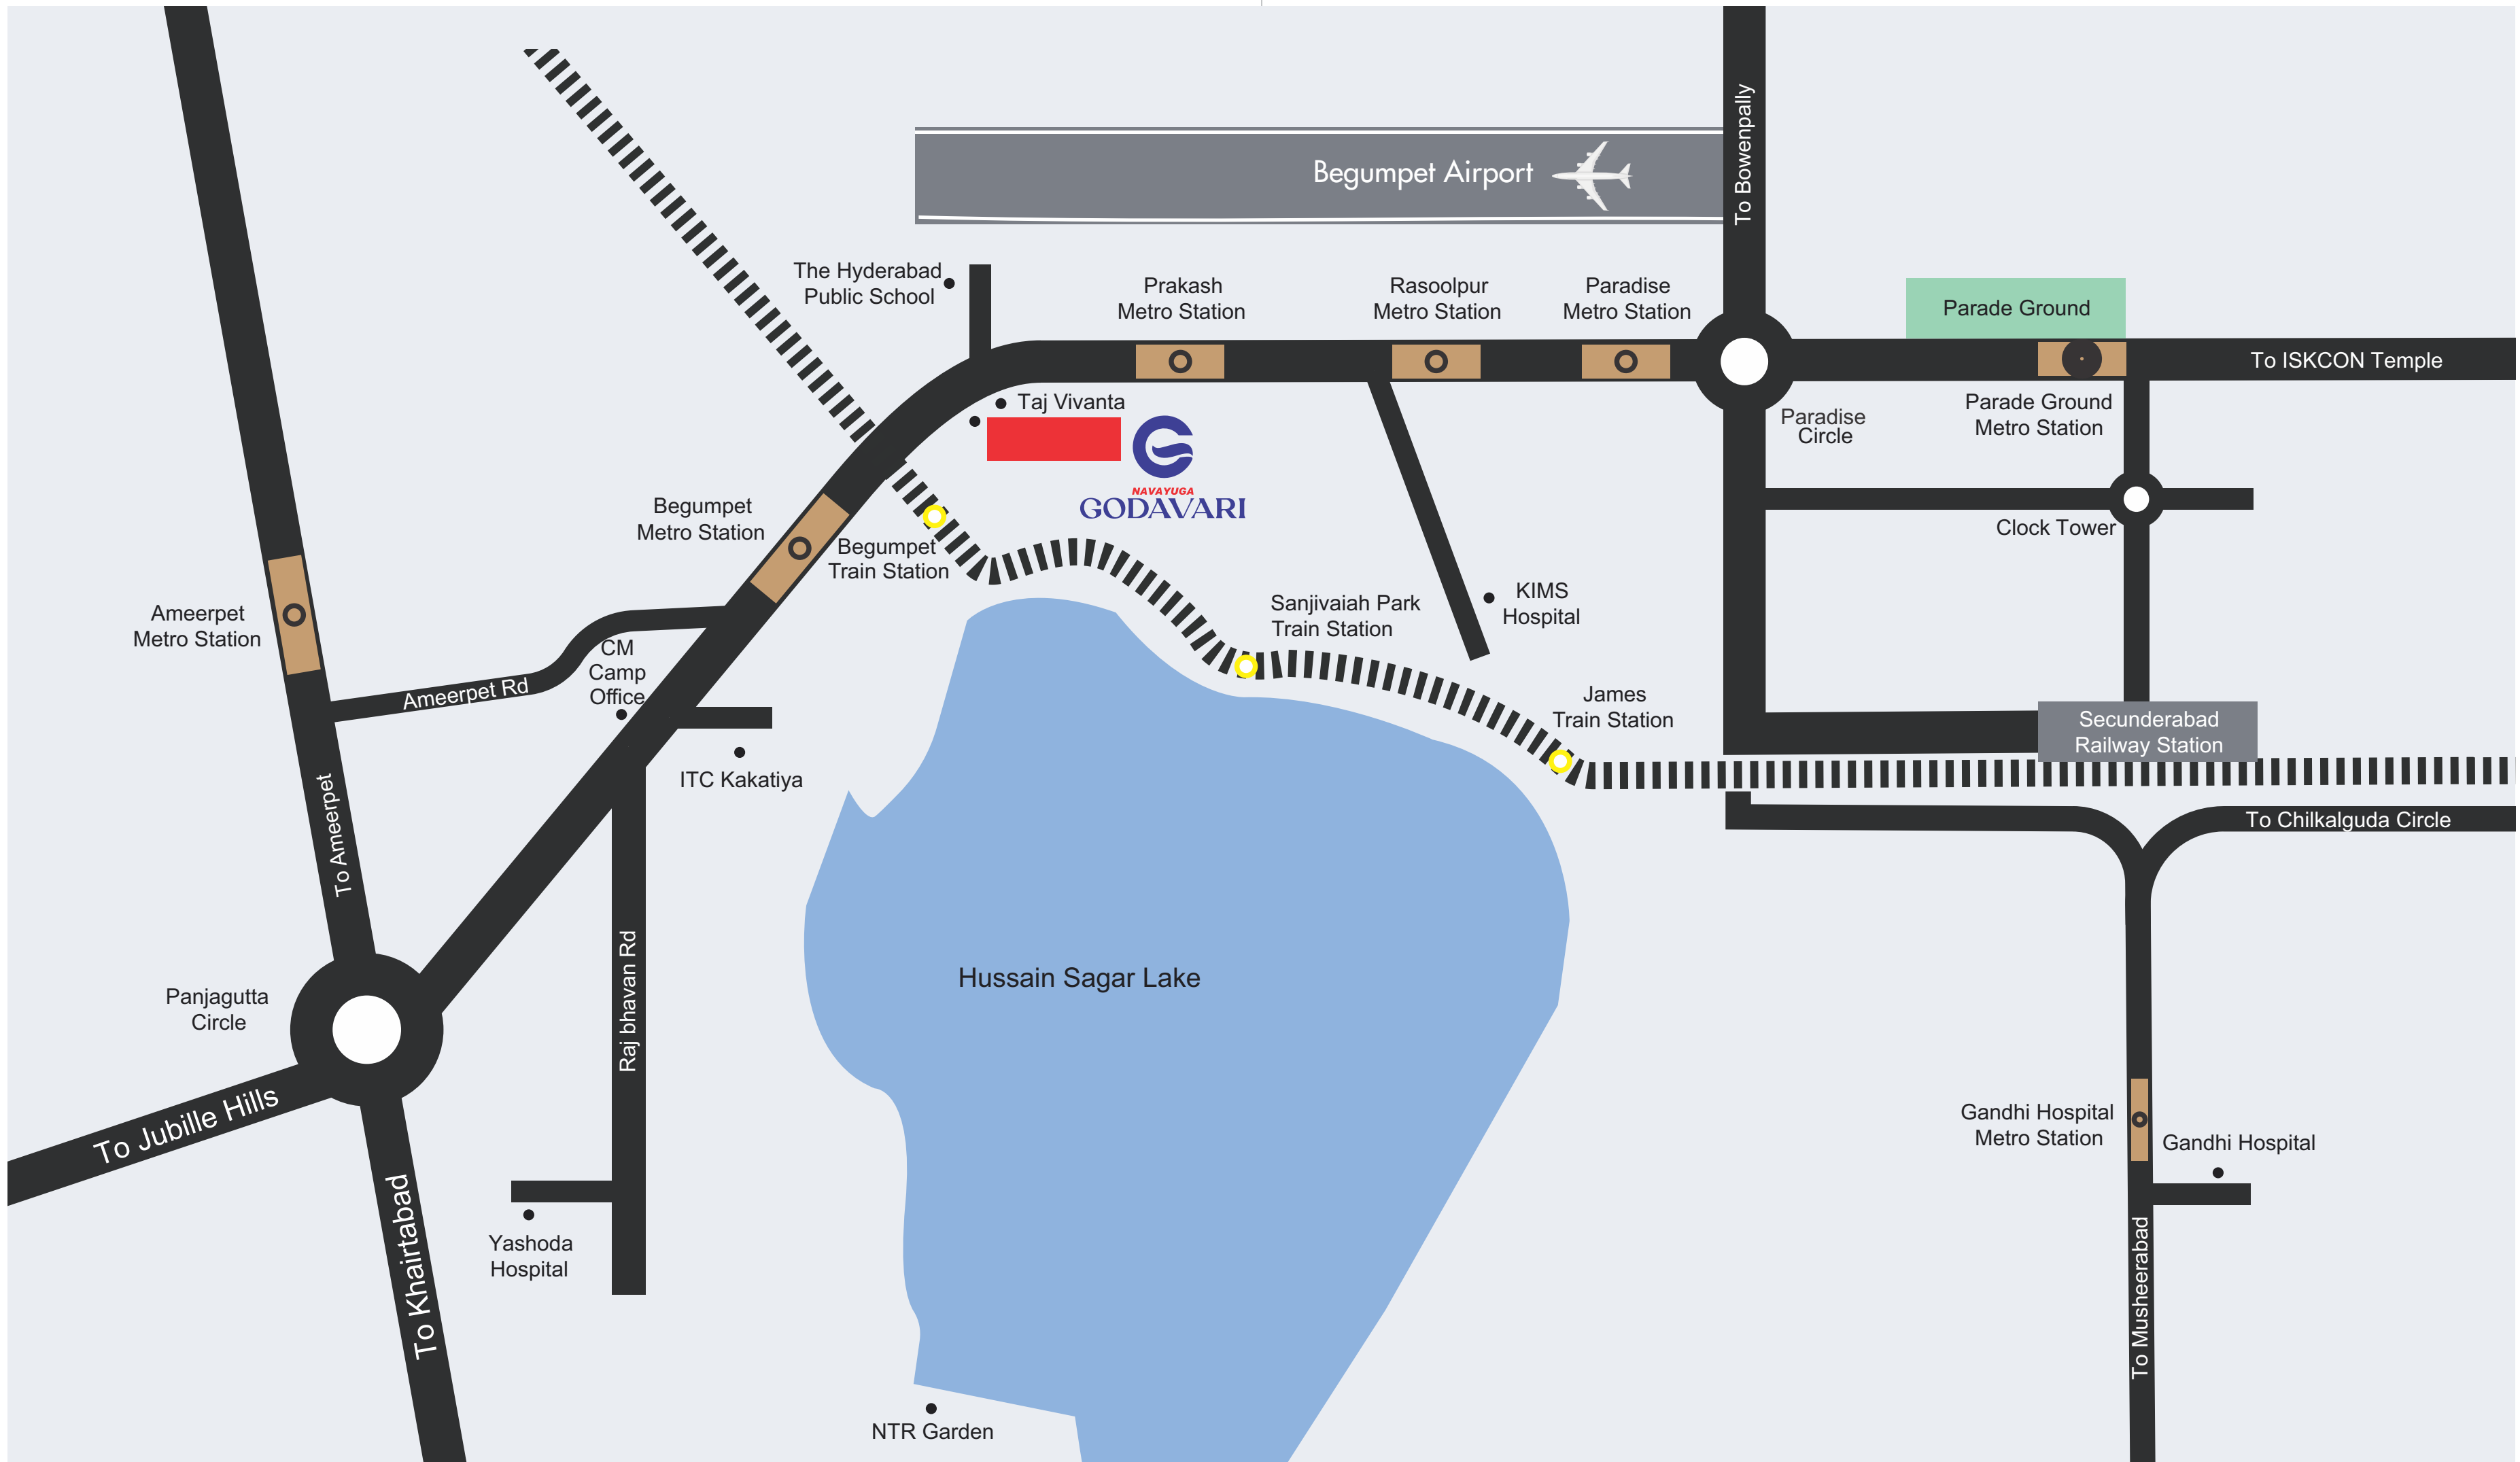 To Bowenpally
Begumpet Airport
The Hyderabad
Public School
Prakash
Metro Station
Rasoolpur
Metro Station
Paradise
Metro Station
Parade Ground
To ISKCON Temple
Taj Vivanta
Paradise
Circle
Parade Ground
Metro Station
NAVAYUGA
GODAVARI
Begumpet
Metro Station
Begumpet
Train Station
Clock Tower
Ameerpet
Metro Station
Sanjivaiah Park
Train Station
KIMS
Hospital
CM
Camp
Office
Ameerpet Rd
James
Train Station
Secunderabad
Railway Station
ITC Kakatiya
To Ameerpet
To Chilkalguda Circle
Hussain Sagar Lake
Panjagutta
Circle
Raj bhavan Rd
To Jubille Hills
Gandhi Hospital
Metro Station
Gandhi Hospital
To Khairtabad
Yashoda
Hospital
To Musheerabad
NTR Garden